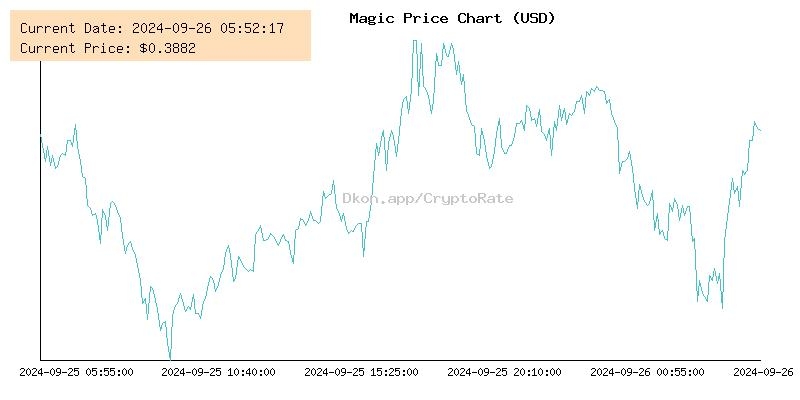 Magic Price Chart (USD)
Current Date: 2024-09-26 05:52:17
Current Price: $0.3882
Dkon.app/CryptoRate
2024-09-25 05:55:00 2024-09-25 10:40:00 2024-09-25 15:25:00 2024-09-25 20:10:00 2024-09-26 00:55:00 2024-09-26